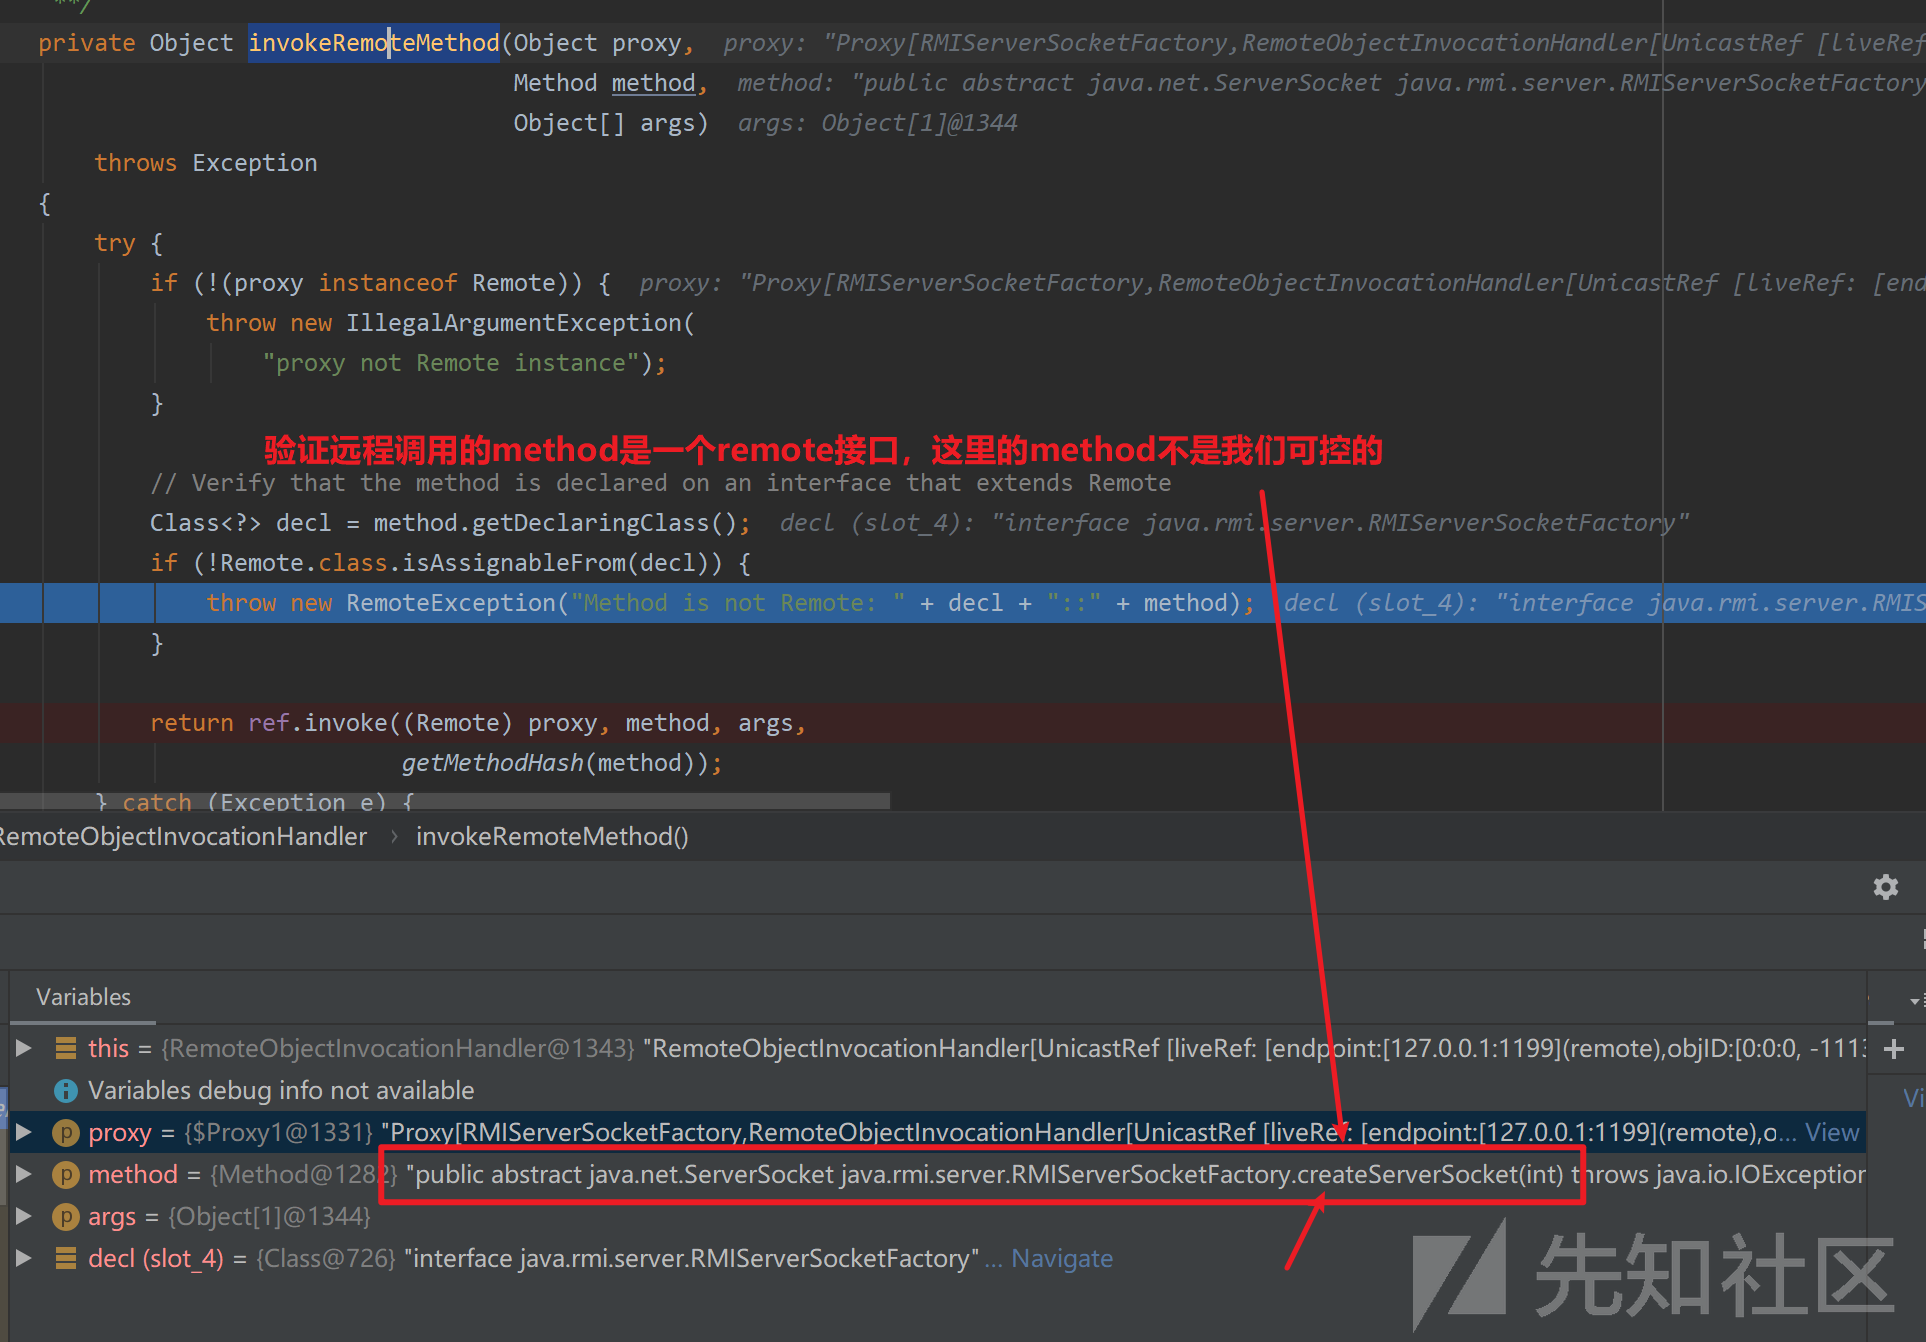 **/
private Object invokeRemoteMethod(Object proxy,  proxy: "Proxy[RMIServerSocketFactory,RemoteObjectInvocationHandler[UnicastRef [liveRef
Method method,  method: "public abstract java.net.ServerSocket java.rmi.server.RMIServerSocketFactory
Object[] args)  args: Object[1]@1344
throws Exception
{
try {
if (!(proxy instanceof Remote)) {  proxy: "Proxy[RMIServerSocketFactory,RemoteObjectInvocationHandler[UnicastRef [liveRef: [end
throw new IllegalArgumentException(
"proxy not Remote instance");
}
验证远程调用的method是一个remote接口，这里的method不是我们可控的
// Verify that the method is declared on an interface that extends Remote
Class<?> decl = method.getDeclaringClass();  decl (slot_4): "interface java.rmi.server.RMIServerSocketFactory"
if (!Remote.class.isAssignableFrom(decl)) {
throw new RemoteException("Method is not Remote: " + decl + "::" + method);  decl (slot_4): "interface java.rmi.server.RMIS
}
return ref.invoke((Remote) proxy, method, args,
getMethodHash(method));
} catch (Exception e) {
RemoteObjectInvocationHandler › invokeRemoteMethod()
Variables
this = {RemoteObjectInvocationHandler@1343} "RemoteObjectInvocationHandler[UnicastRef [liveRef: [endpoint:[127.0.0.1:1199](remote),objID:[0:0:0, -1113
Variables debug info not available
Vi
p proxy = {$Proxy1@1331} "Proxy[RMIServerSocketFactory,RemoteObjectInvocationHandler[UnicastRef [liveRef: [endpoint:[127.0.0.1:1199](remote),o... View
p method = {Method@1282} "public abstract java.net.ServerSocket java.rmi.server.RMIServerSocketFactory.createServerSocket(int) throws java.io.IOException
p args = {Object[1]@1344}
decl (slot_4) = {Class@726} "interface java.rmi.server.RMIServerSocketFactory" ... Navigate
先知社区